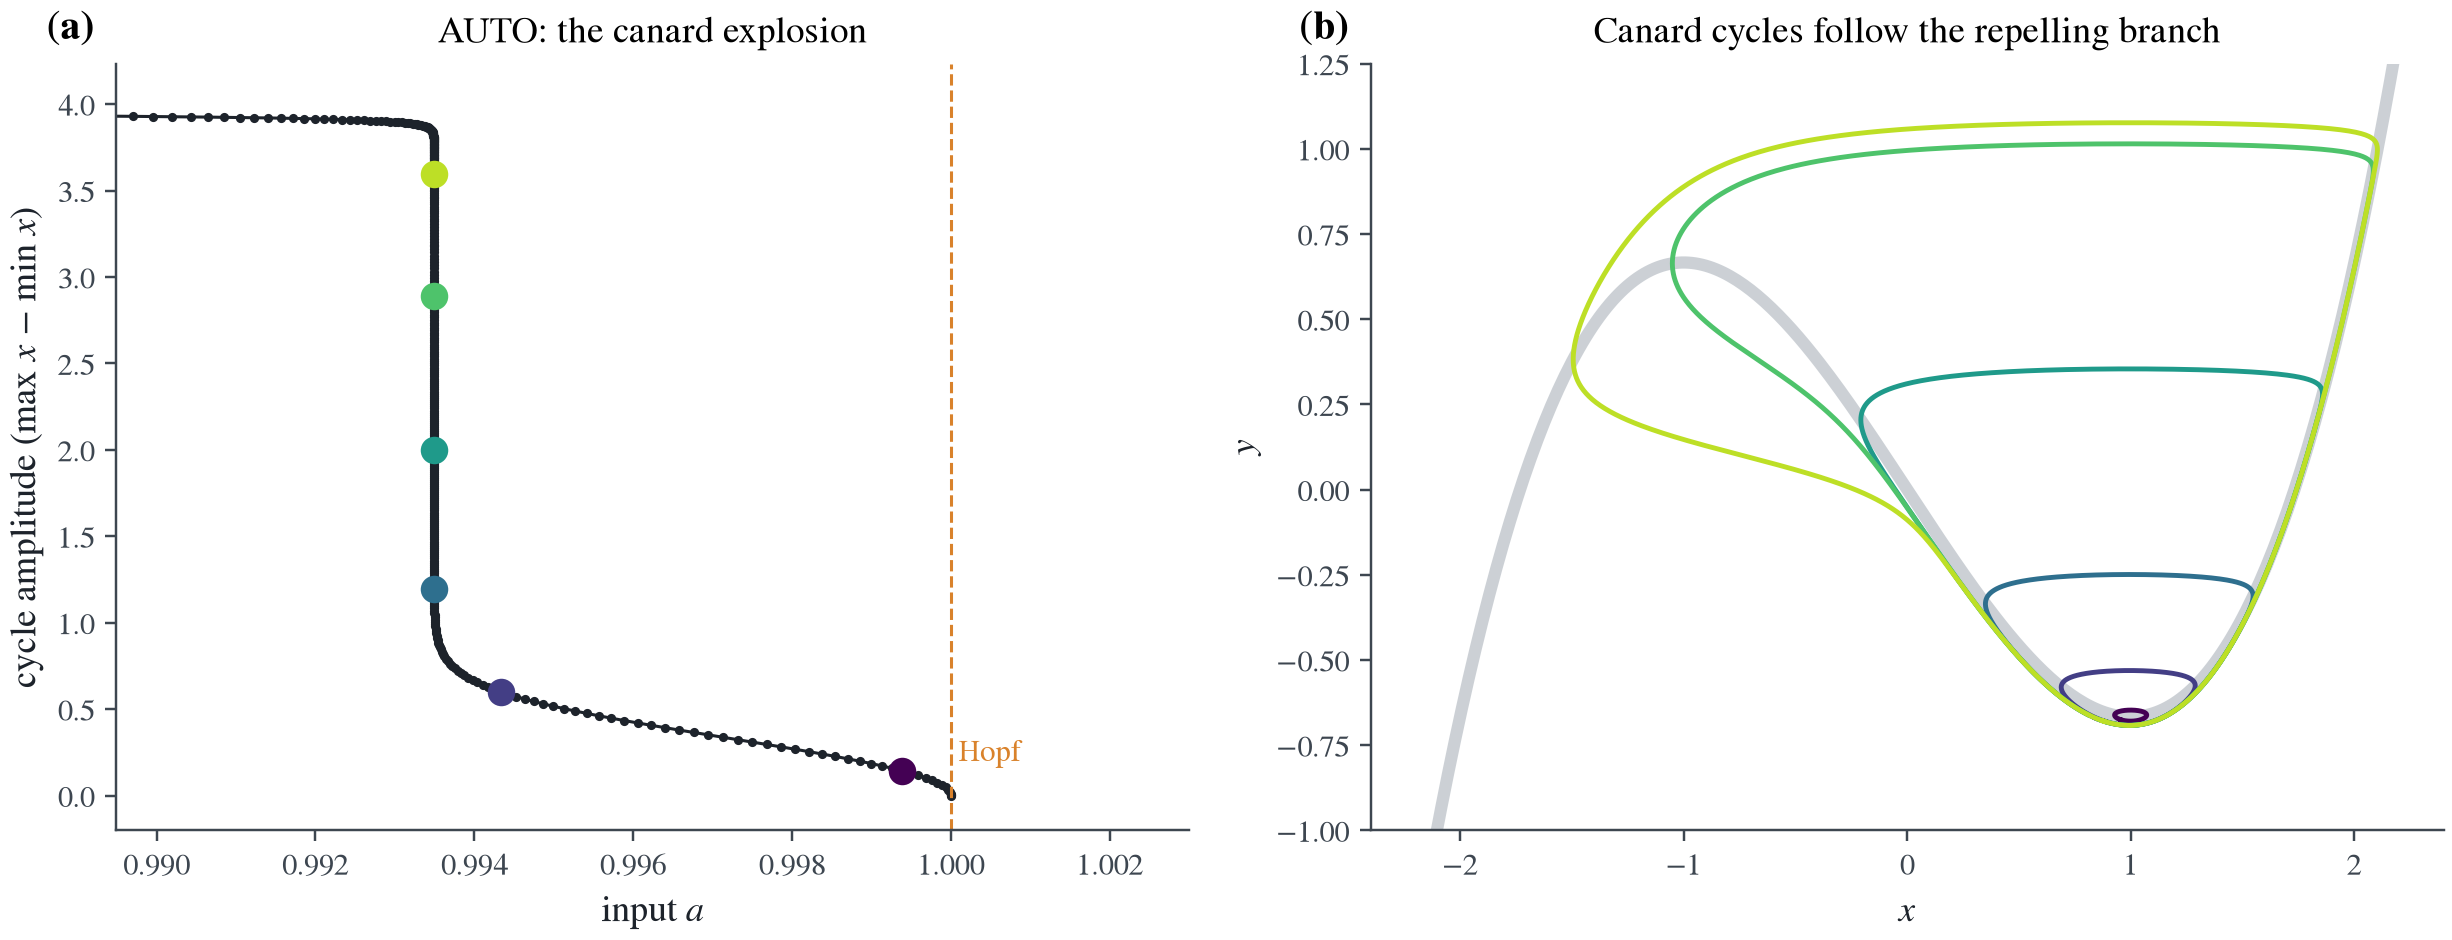 (a)
AUTO: the canard explosion
cycle amplitude (max x − min x)
4.0
3.5
3.0
2.5
2.0
1.5
1.0
0.5
0.0
Hopf
0.990 0.992 0.994 0.996 0.998 1.000 1.002
input a
(b)
Canard cycles follow the repelling branch
y
1.25
1.00
0.75
0.50
0.25
0.00
−0.25
−0.50
−0.75
−1.00
−2 −1 0 1 2
x